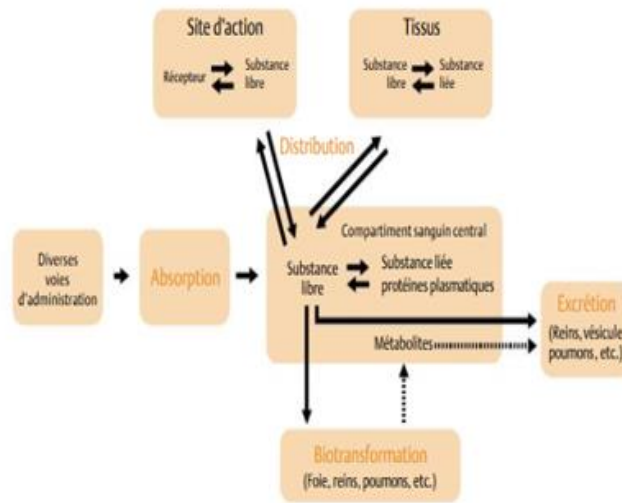 Site d'action
Récepteur
Substance
libre
Tissus
Substance
libre
Substance
liée
Distribution
Diverses
voies
d'administration
Absorption
Compartiment sanguin central
Substance
libre
Substance liée
protéines plasmatiques
Métabolites
Excrétion
(Reins, vésicule
poumons, etc.)
Biotransformation
(Foie, reins, poumons, etc.)